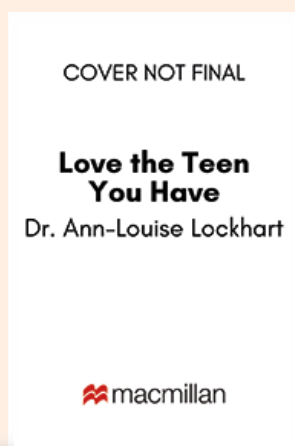 COVER NOT FINAL
Love the Teen
You Have
Dr. Ann-Louise Lockhart
macmillan